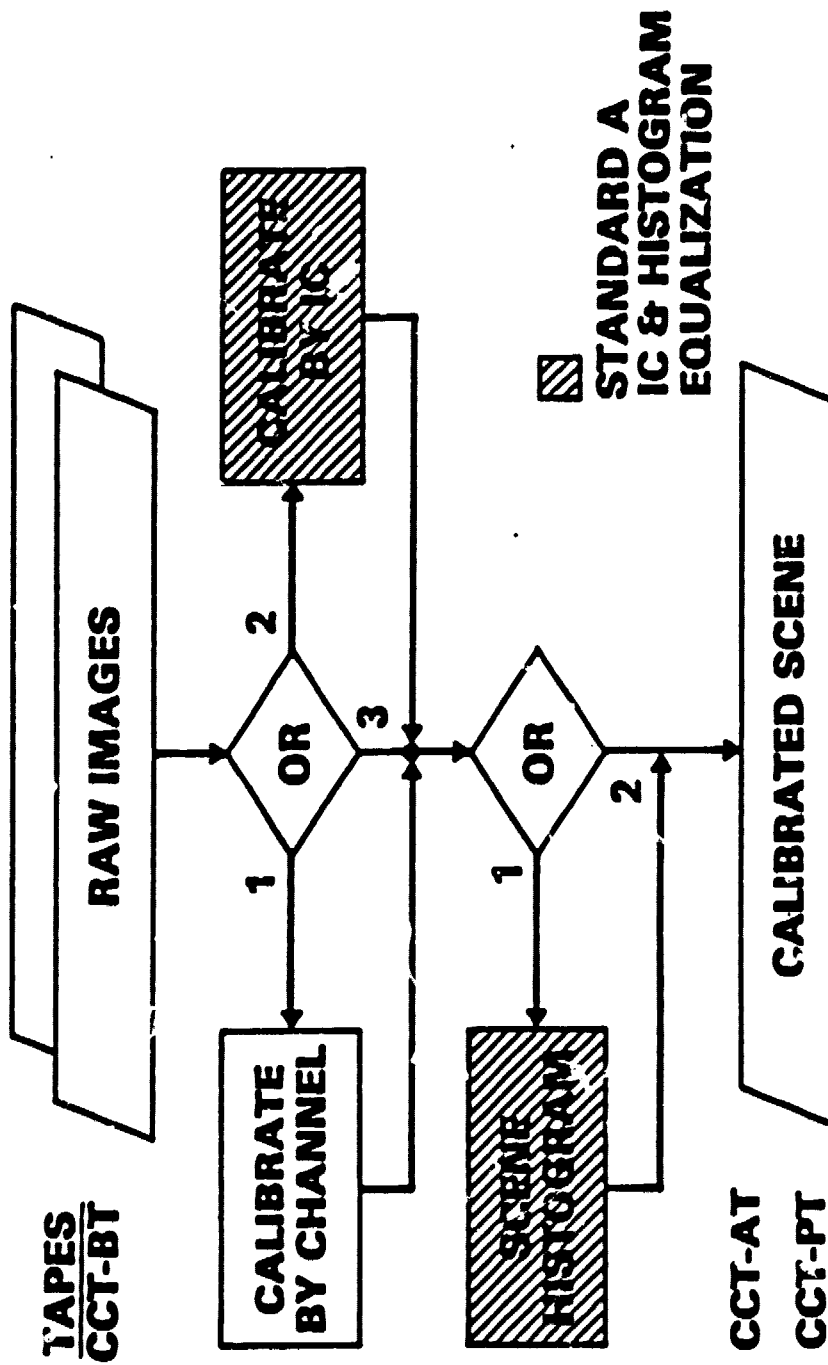 TAPES
CCT-BT
RAW IMAGES
OR
1
2
3
CALIBRATE
BY CHANNEL
CALIBRATE
BY IC
OR
1
2
SCENE
HISTOGRAM
STANDARD A
IC & HISTOGRAM
EQUALIZATION
CCT-AT
CCT-PT
CALIBRATED SCENE